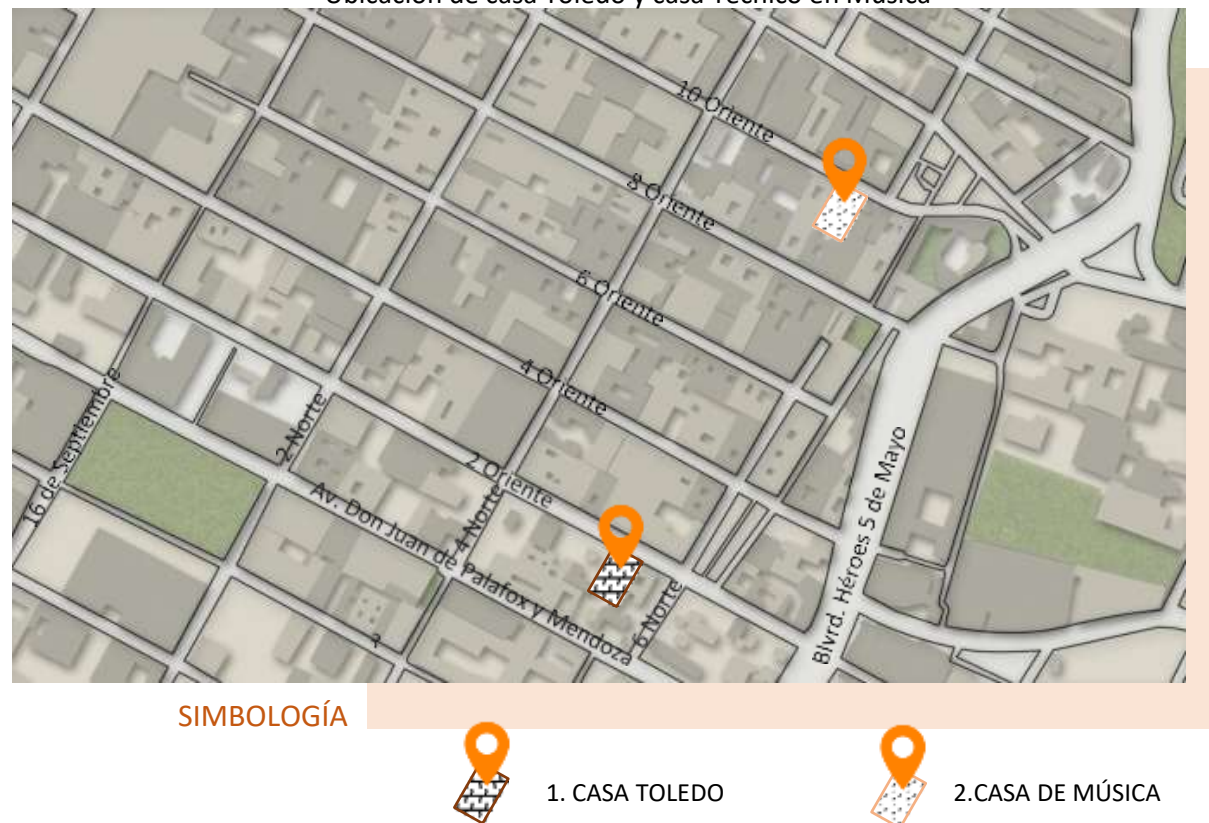 Ubicación de casa Toledo y casa Técnico en Música
10 Oriente
8 Oriente
6 Oriente
4 Oriente
2 Oriente
16 de Septiembre
2 Norte
Av. Don Juan de Palafox y Mendoza
4 Norte
6 Norte
Blvrd. Héroes 5 de Mayo
SIMBOLOGÍA
1. CASA TOLEDO
2.CASA DE MÚSICA